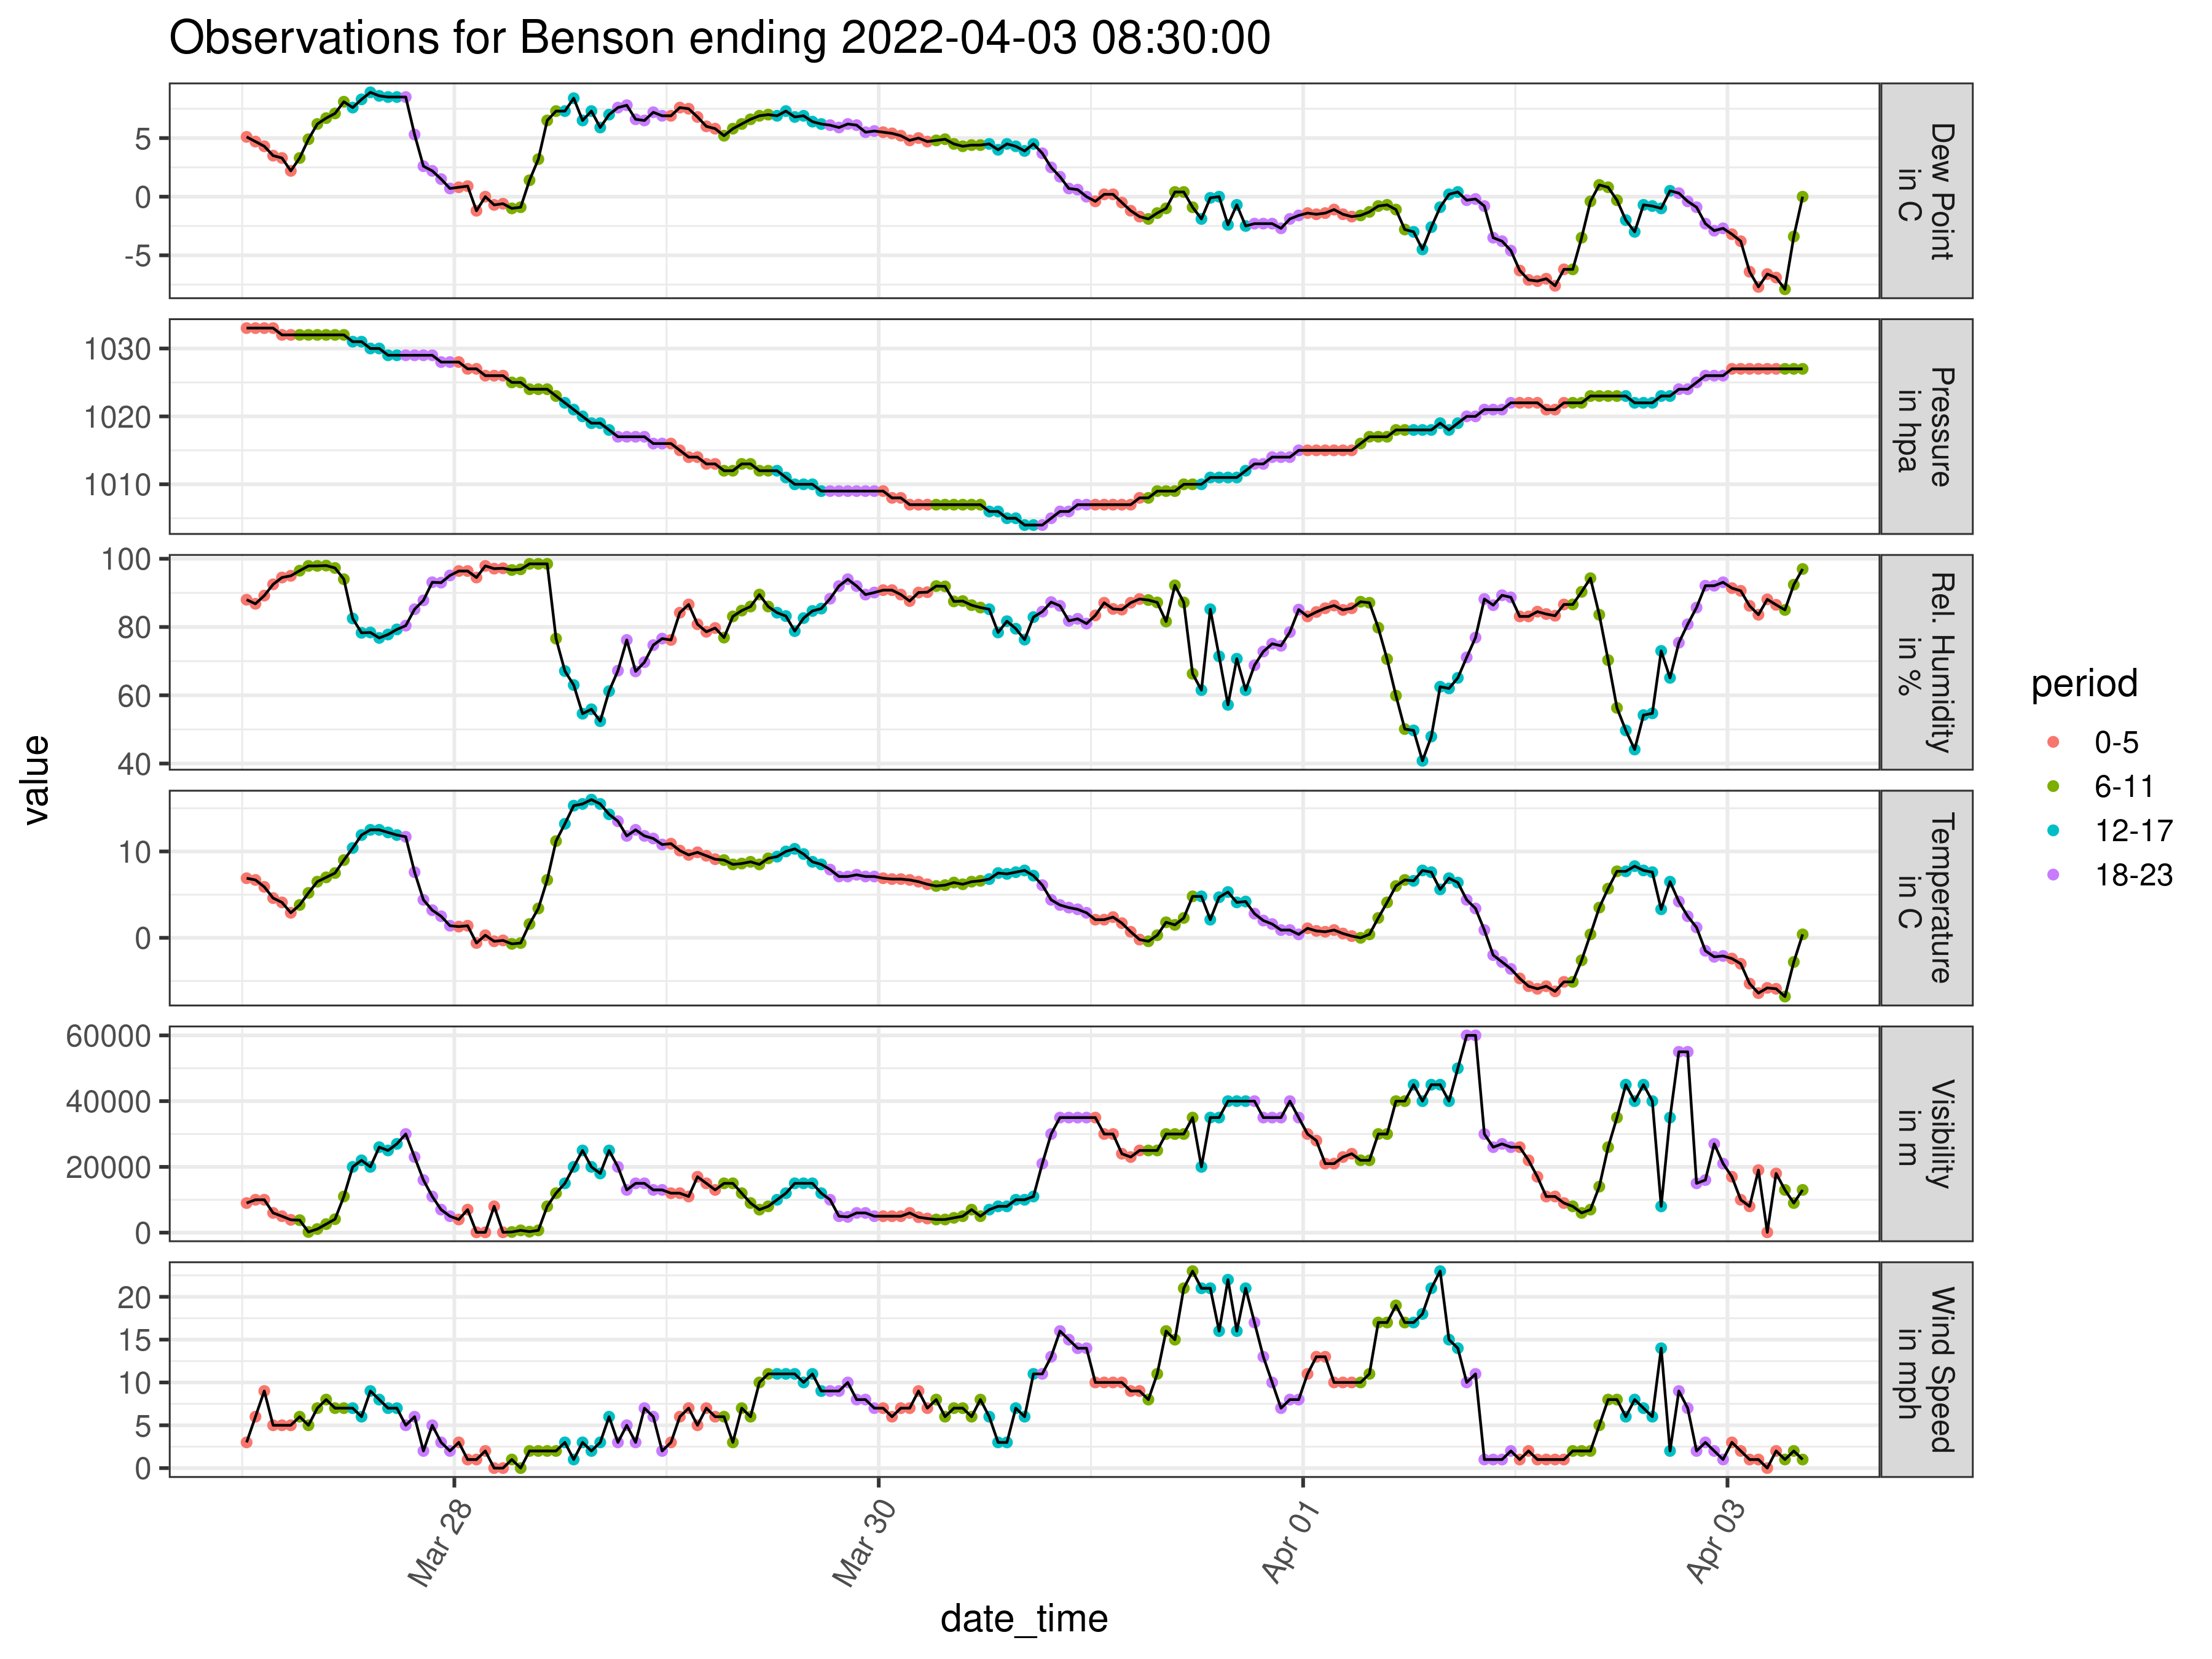 Observations for Benson ending 2022-04-03 08:30:00
value
5
0
-5
Dew Point
in C
1030
1020
1010
Pressure
in hpa
100
80
60
40
Rel. Humidity
in %
10
0
Temperature
in C
60000
40000
20000
0
Visibility
in m
20
15
10
5
0
Wind Speed
in mph
Mar 28
Mar 30
Apr 01
Apr 03
date_time
period
0-5
6-11
12-17
18-23